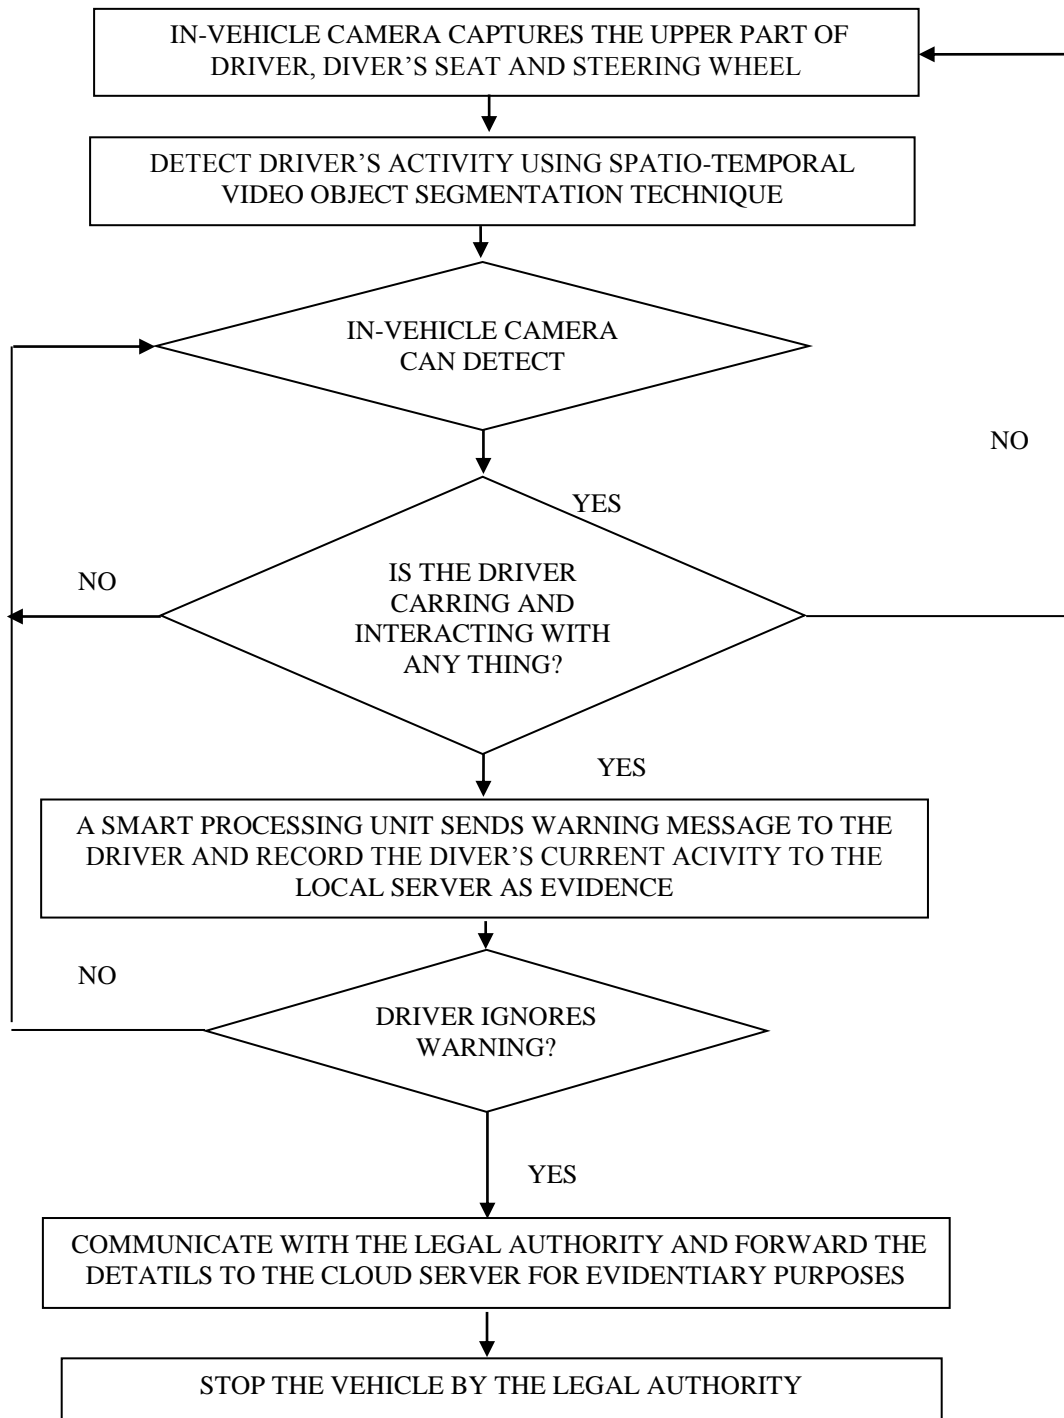 IN-VEHICLE CAMERA CAPTURES THE UPPER PART OF
DRIVER, DIVER'S SEAT AND STEERING WHEEL
DETECT DRIVER'S ACTIVITY USING SPATIO-TEMPORAL
VIDEO OBJECT SEGMENTATION TECHNIQUE
IN-VEHICLE CAMERA
CAN DETECT
NO
YES
NO
IS THE DRIVER
CARRING AND
INTERACTING WITH
ANY THING?
YES
A SMART PROCESSING UNIT SENDS WARNING MESSAGE TO THE
DRIVER AND RECORD THE DIVER'S CURRENT ACIVITY TO THE
LOCAL SERVER AS EVIDENCE
NO
DRIVER IGNORES
WARNING?
YES
COMMUNICATE WITH THE LEGAL AUTHORITY AND FORWARD THE
DETATILS TO THE CLOUD SERVER FOR EVIDENTIARY PURPOSES
STOP THE VEHICLE BY THE LEGAL AUTHORITY